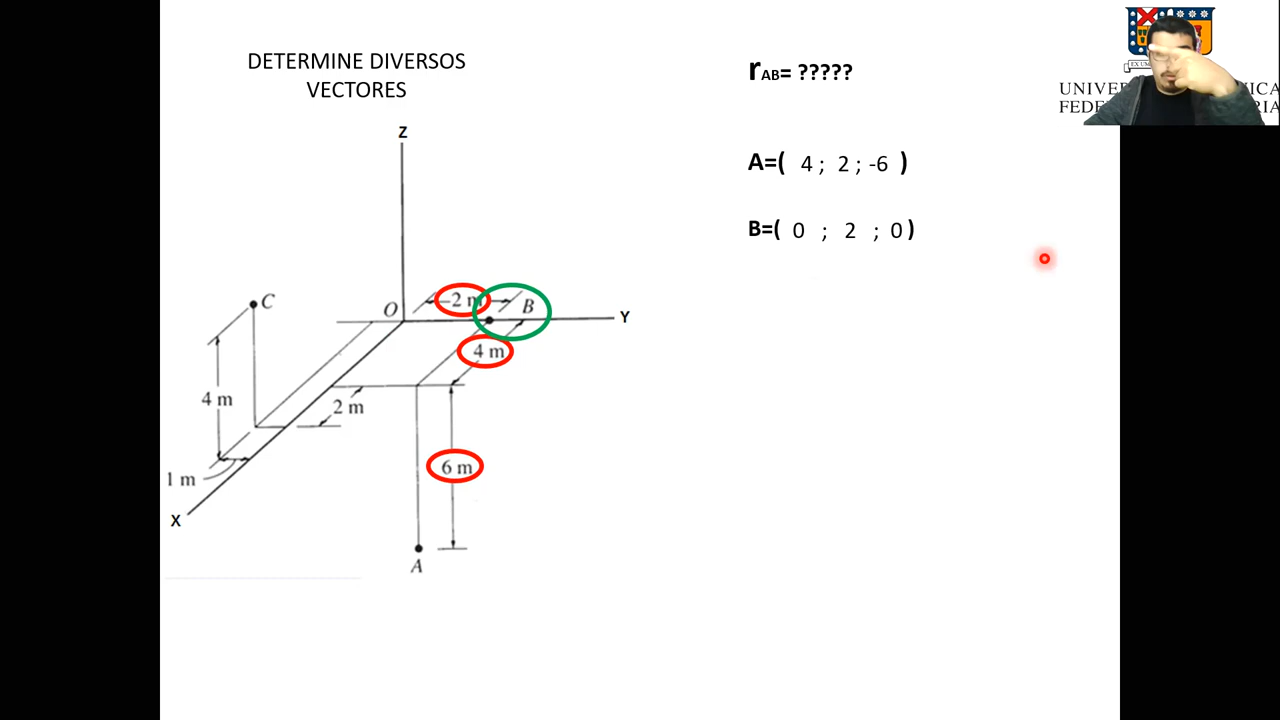 DETERMINE DIVERSOS
VECTORES
rAB= ?????
A=( 4 ; 2 ; -6 )
B=( 0 ; 2 ; 0 )
Z
C
O
2 m
B
Y
4 m
4 m
2 m
6 m
1 m
X
A